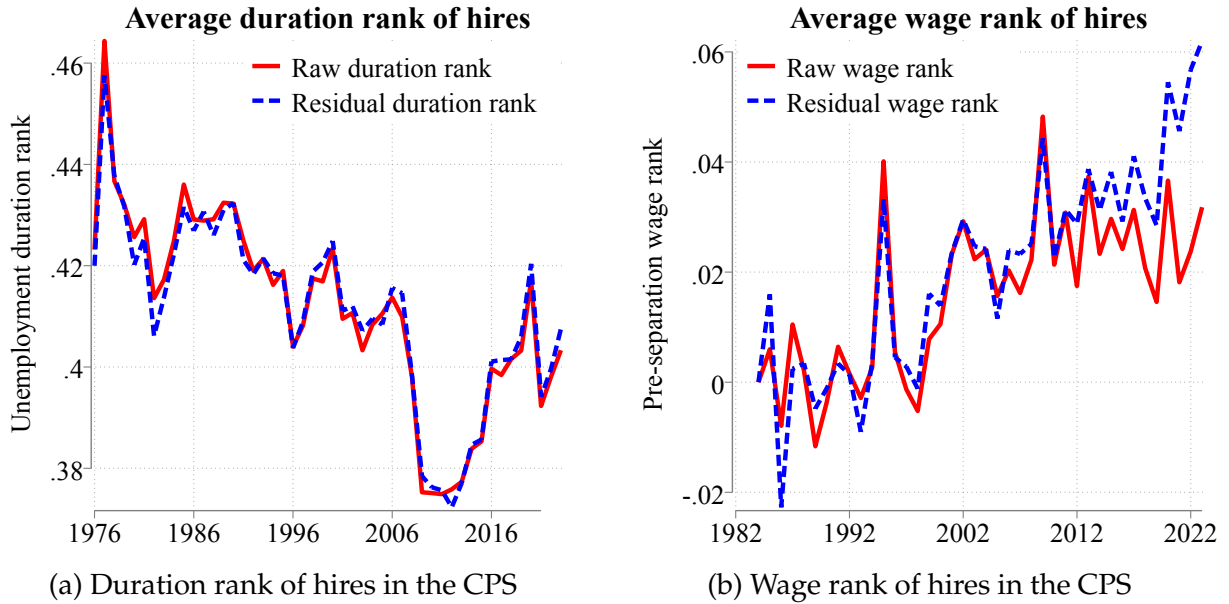 Average duration rank of hires
Unemployment duration rank
.46
.44
.42
.4
.38
Raw duration rank
Residual duration rank
1976 1986 1996 2006 2016
(a) Duration rank of hires in the CPS
Average wage rank of hires
Pre-separation wage rank
.06
.04
.02
0
-.02
Raw wage rank
Residual wage rank
1982 1992 2002 2012 2022
(b) Wage rank of hires in the CPS